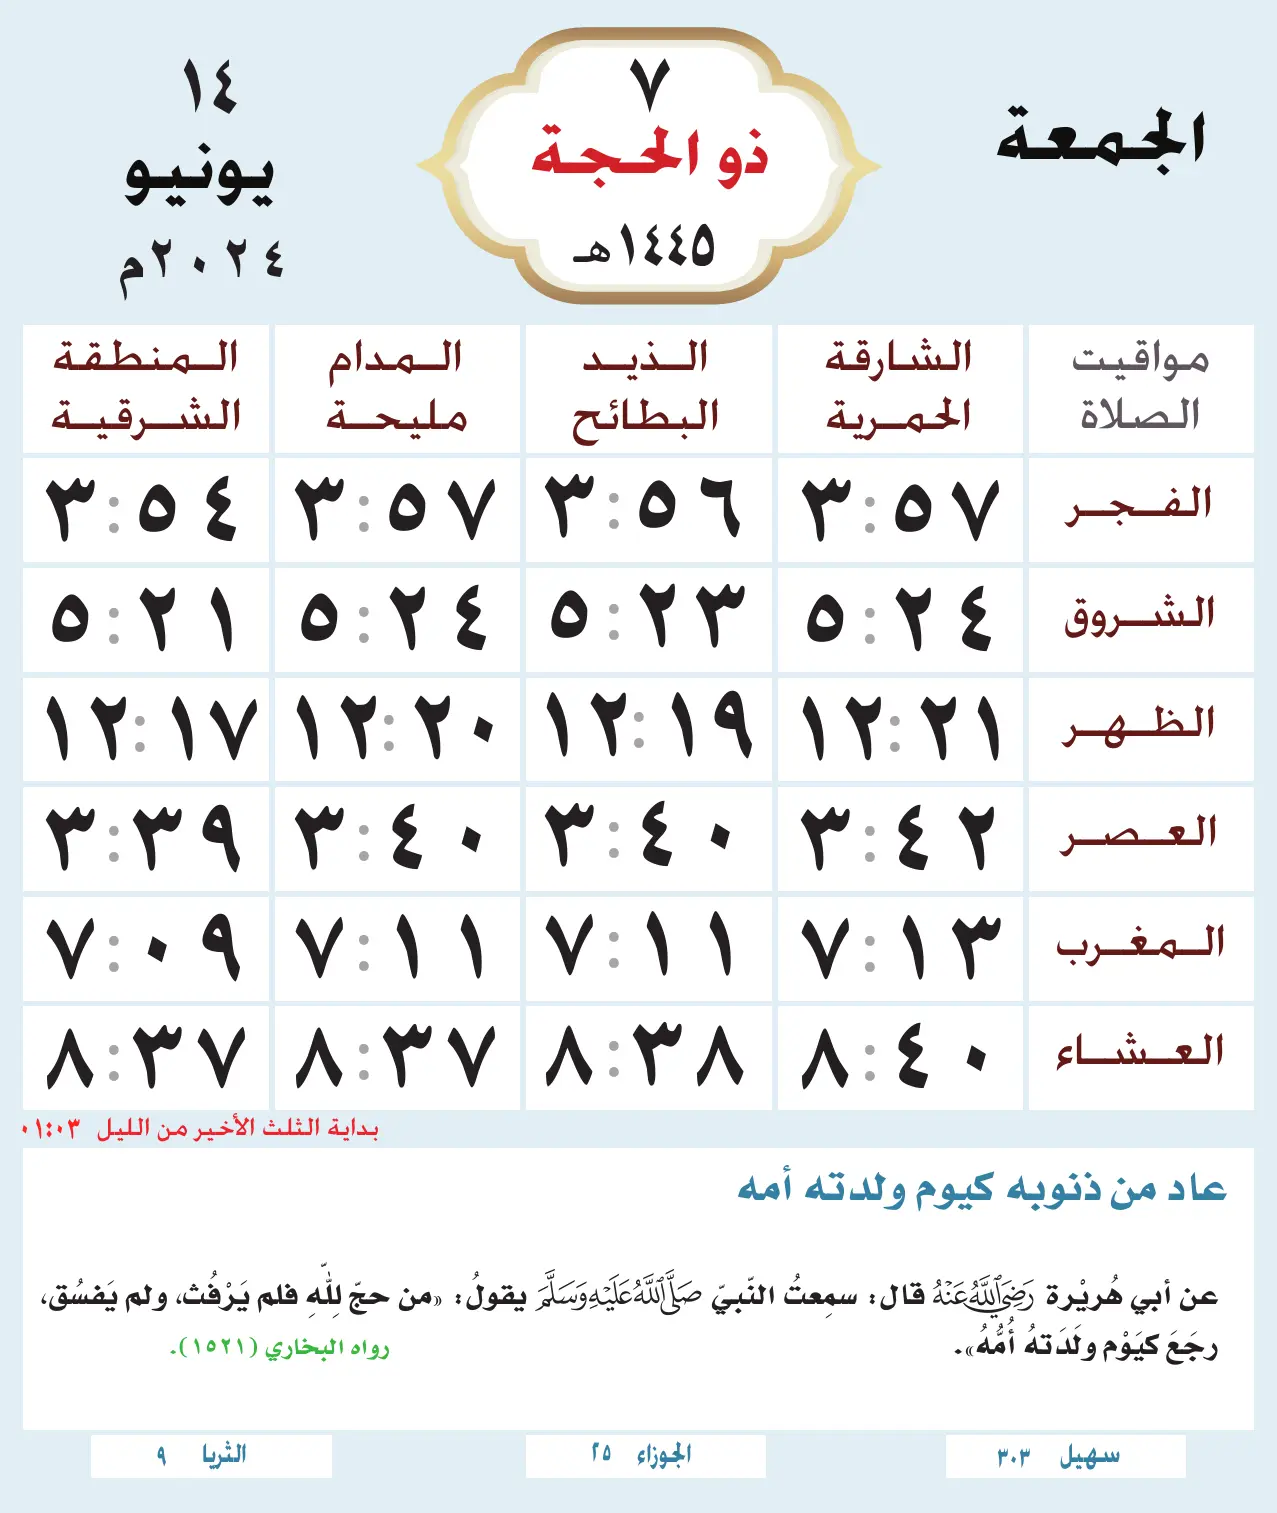 الجمعة
٧
ذو الحجة
١٤٤٥هـ
١٤
يونيو
٢٠٢٤م
مواقيت الصلاة	الشارقة الحمرية	الذيد البطائح	المدام مليحة	المنطقة الشرقية
الفجر	٣:٥٧	٣:٥٦	٣:٥٧	٣:٥٤
الشروق	٥:٢٤	٥:٢٣	٥:٢٤	٥:٢١
الظهر	١٢:٢١	١٢:١٩	١٢:٢٠	١٢:١٧
العصر	٣:٤٢	٣:٤٠	٣:٤٠	٣:٣٩
المغرب	٧:١٣	٧:١١	٧:١١	٧:٠٩
العشاء	٨:٤٠	٨:٣٨	٨:٣٧	٨:٣٧
بداية الثلث الأخير من الليل ٠١:٠٣
عاد من ذنوبه كيوم ولدته أمه
عن أبي هُريْرة رَضِيَ اللَّهُ عَنْهُ قال: سمِعتُ النّبيّ صَلَّى اللَّهُ عَلَيْهِ وَسَلَّمَ يقولُ: «من حجّ لِلّهِ فلم يَرْفُث، ولم يَفسُق،
رجَعَ كيَوْم ولَدَتهُ أُمُّهُ».
رواه البخاري (١٥٢١).
سهيل ٣٠٣
الجوزاء ٢٥
الثريا ٩